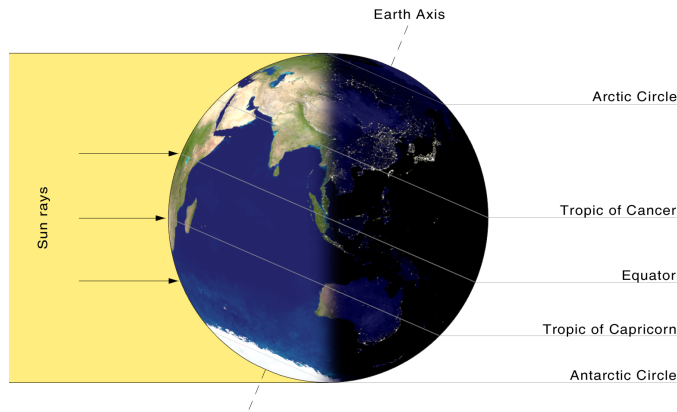 Earth Axis
Arctic Circle
Sun rays
Tropic of Cancer
Equator
Tropic of Capricorn
Antarctic Circle